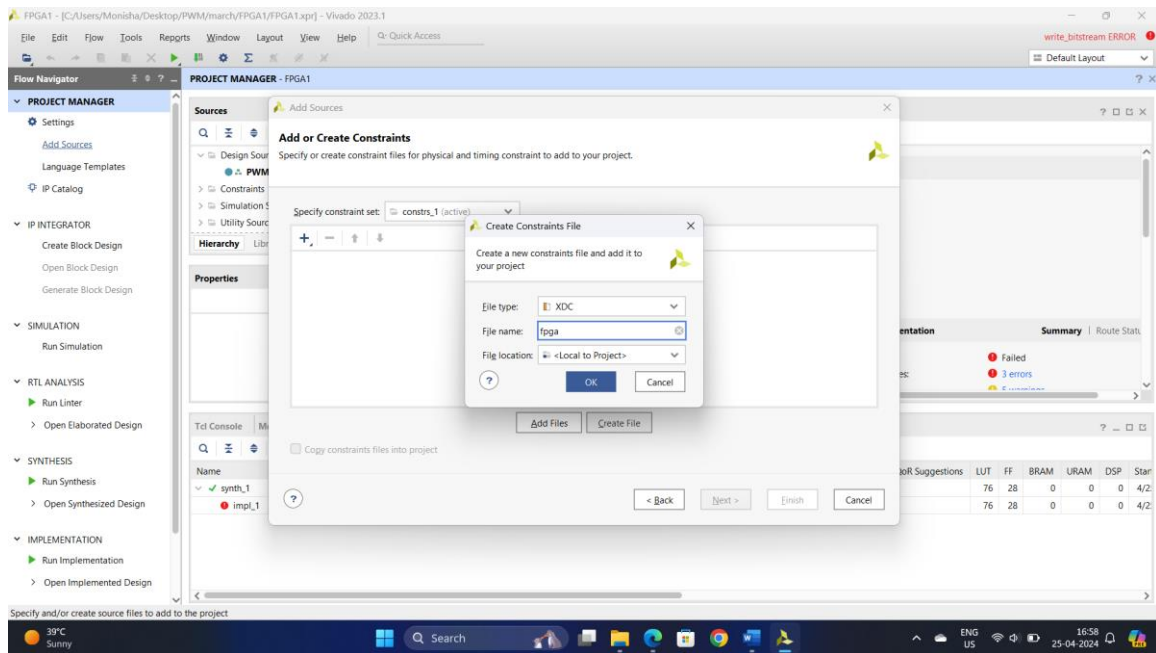 FPGA1 - [C:/Users/Monisha/Desktop/PWM/march/FPGA1/FPGA1.xpr] - Vivado 2023.1
File Edit Flow Tools Reports Window Layout View Help Q- Quick Access
write_bitstream ERROR
Default Layout
Flow Navigator
PROJECT MANAGER - FPGA1
PROJECT MANAGER
Settings
Add Sources
Language Templates
IP Catalog
IP INTEGRATOR
Create Block Design
Open Block Design
Generate Block Design
SIMULATION
Run Simulation
RTL ANALYSIS
Run Linter
Open Elaborated Design
SYNTHESIS
Run Synthesis
Open Synthesized Design
IMPLEMENTATION
Run Implementation
Open Implemented Design
Sources
Design Sour
PWM
Constraints
Simulation S
Utility Sourc
Hierarchy Libr
Properties
Add Sources
Add or Create Constraints
Specify or create constraint files for physical and timing constraint to add to your project.
Specify constraint set: constrs_1 (active)
Create Constraints File
Create a new constraints file and add it to
your project
File type: XDC
File name: fpga
File location: <Local to Project>
? OK Cancel
Add Files Create File
Copy constraints files into project
? < Back Next > Finish Cancel
entation Summary | Route Statu
Failed
es: 3 errors
Tcl Console M
Name QoR Suggestions LUT FF BRAM URAM DSP Star
synth_1 76 28 0 0 0 4/2
impl_1 76 28 0 0 0 4/2
Specify and/or create source files to add to the project
39°C
Sunny
Search
ENG
US
16:58
25-04-2024